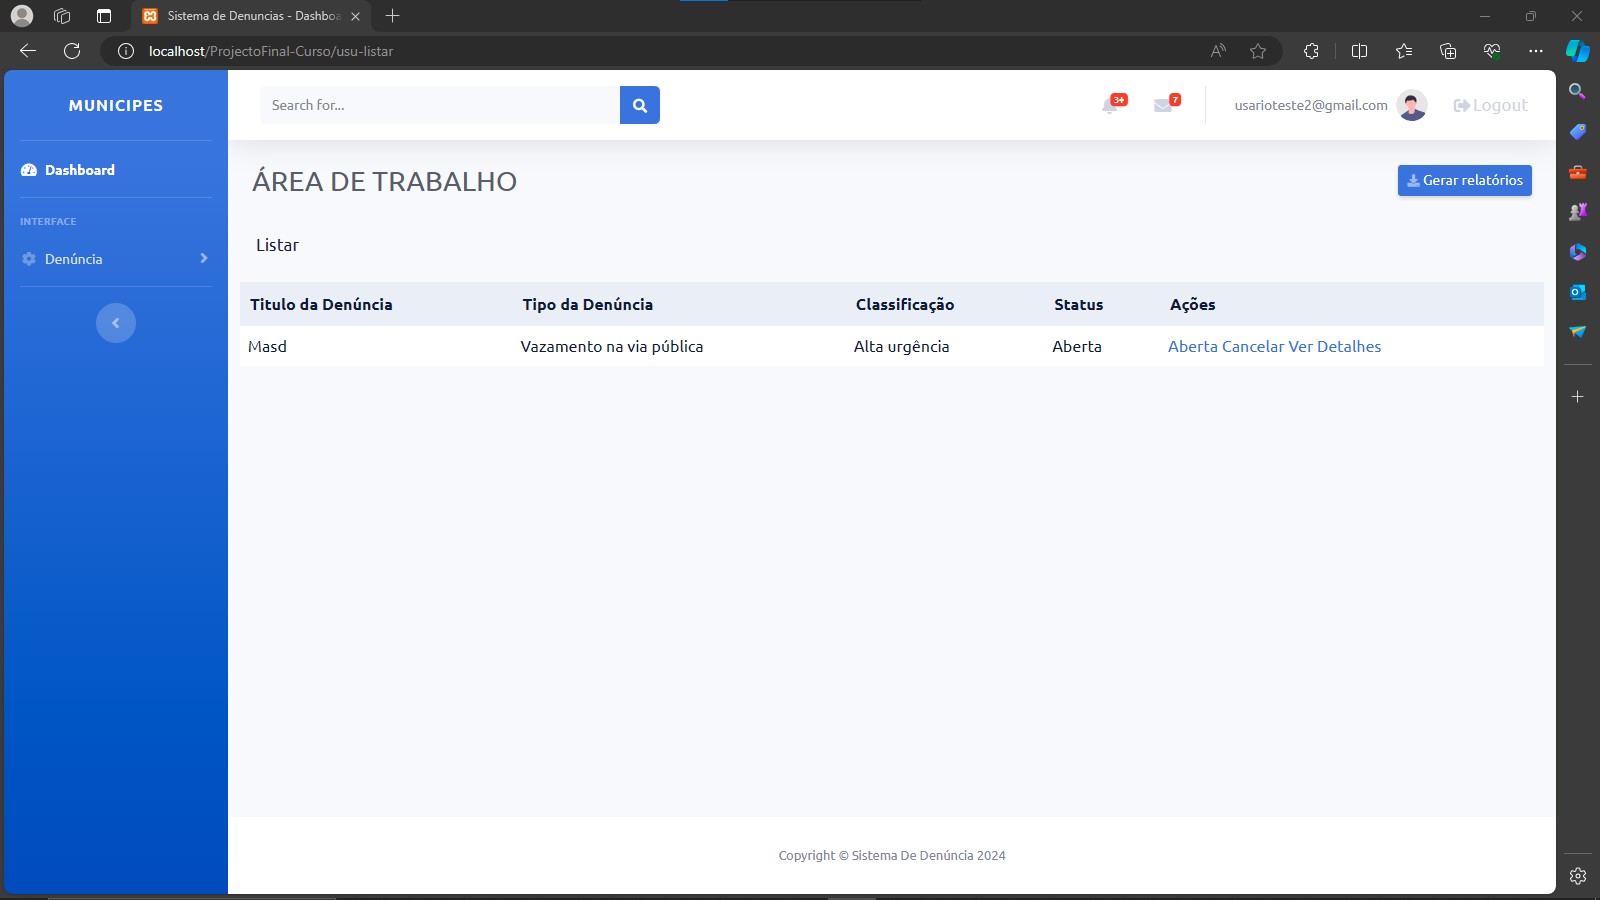 Sistema de Denuncias - Dashboa
localhost/ProjectoFinal-Curso/usu-listar
MUNICIPES
Search for...
3+
7
usarioteste2@gmail.com
Logout
Dashboard
ÁREA DE TRABALHO
Gerar relatórios
INTERFACE
Denúncia
Listar
Titulo da Denúncia Tipo da Denúncia Classificação Status Ações
Masd Vazamento na via pública Alta urgência Aberta Aberta Cancelar Ver Detalhes
Copyright © Sistema De Denúncia 2024